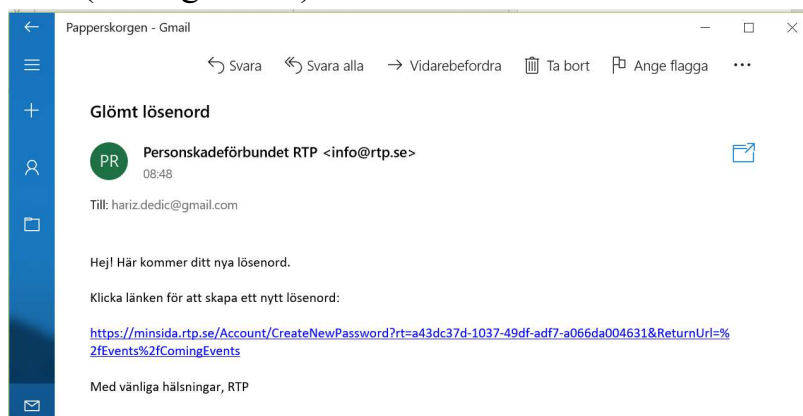 Papperskorgen - Gmail
Svara Svara alla Vidarebefordra Ta bort Ange flagga
Glömt lösenord
PR
Personskadeförbundet RTP <info@rtp.se>
08:48
Till: hariz.dedic@gmail.com
Hej! Här kommer ditt nya lösenord.
Klicka länken för att skapa ett nytt lösenord:
https://minsida.rtp.se/Account/CreateNewPassword?rt=a43dc37d-1037-49df-adf7-a066da004631&ReturnUrl=%
2fEvents%2fComingEvents
Med vänliga hälsningar, RTP